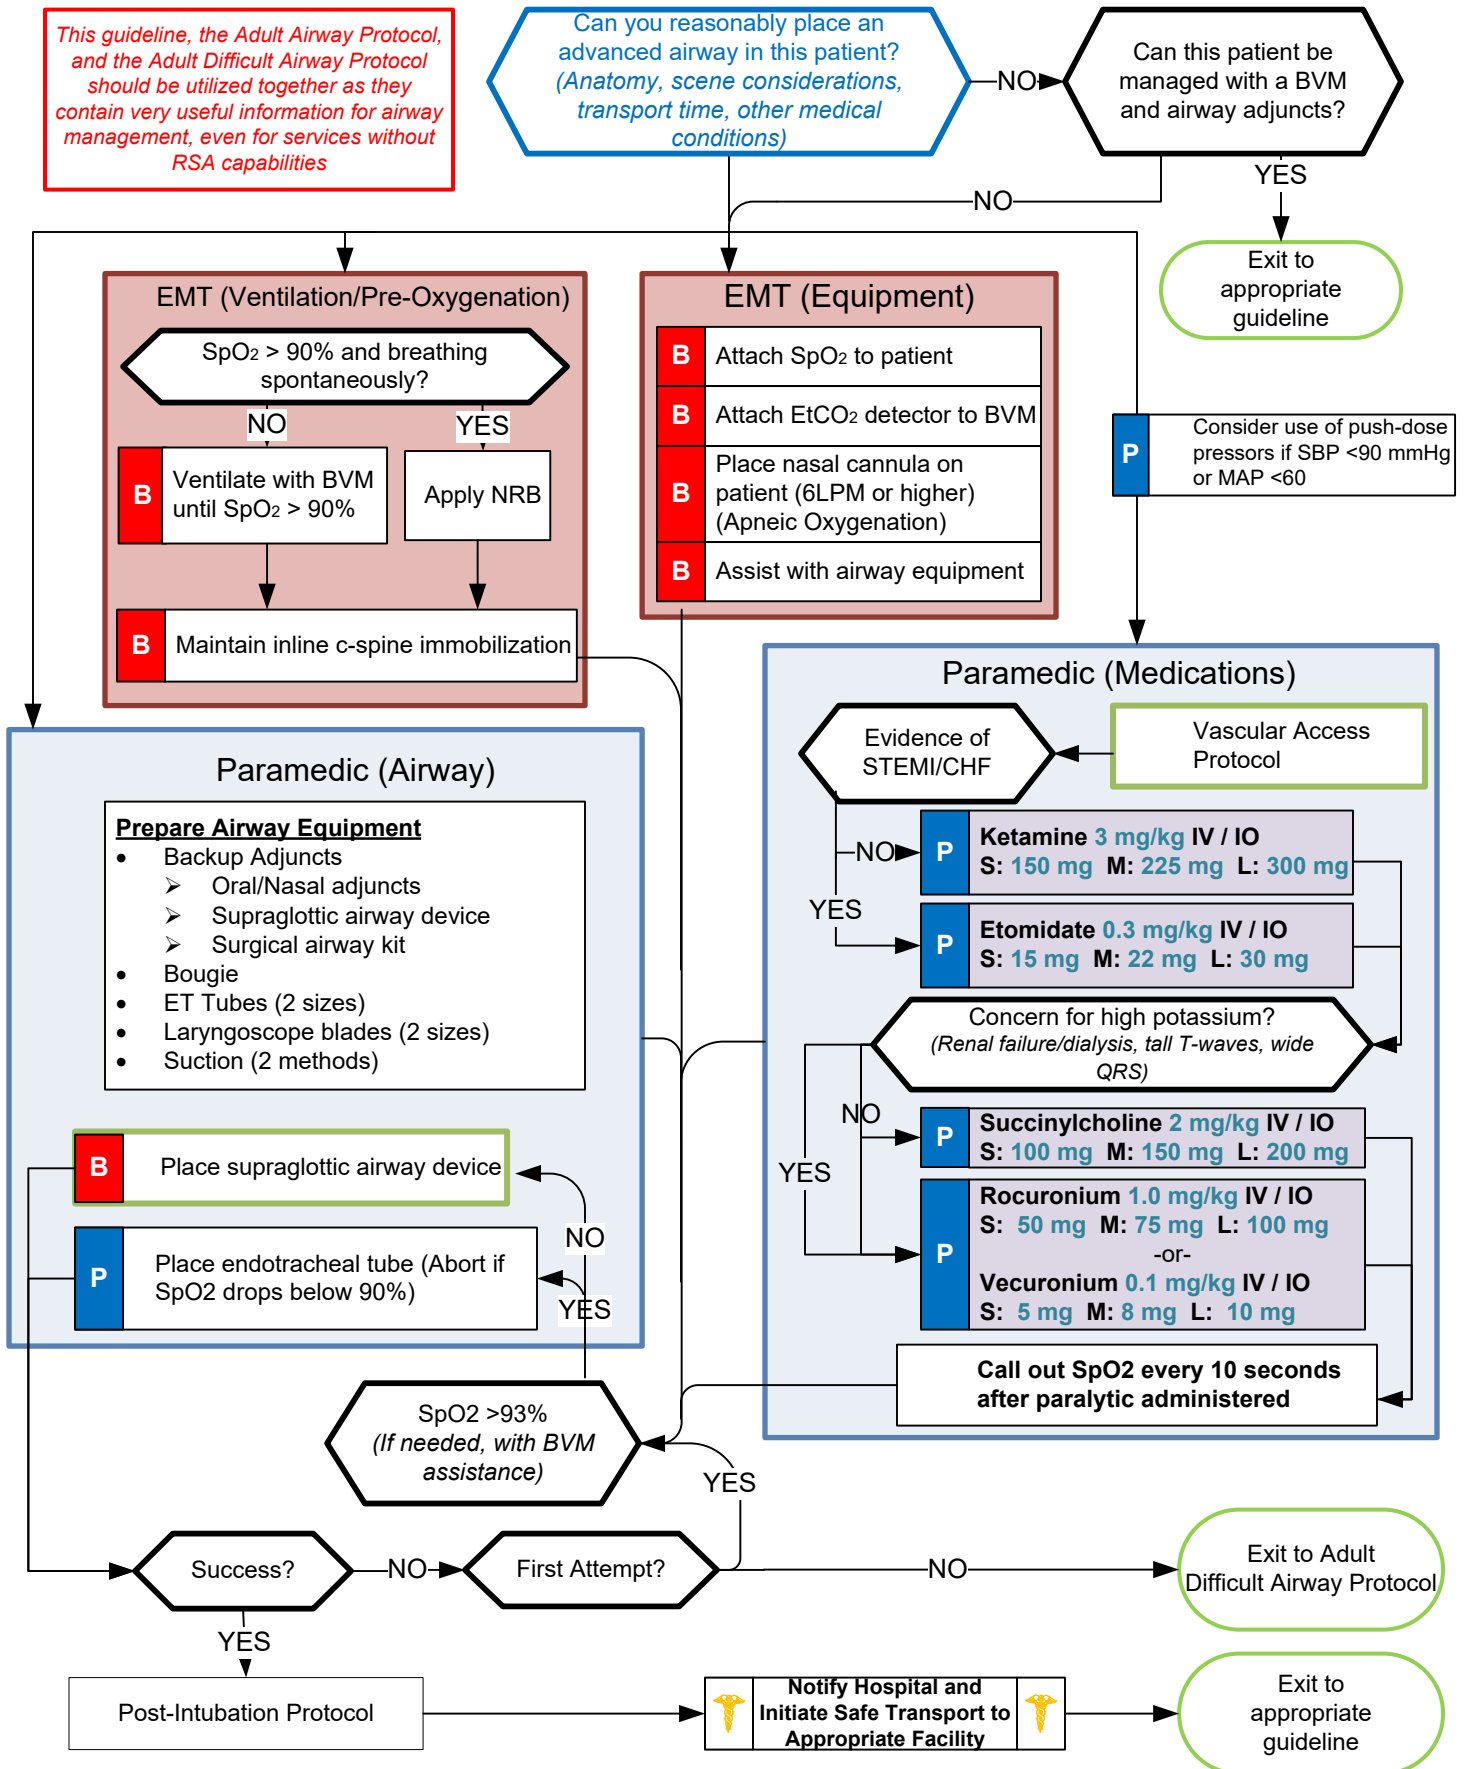 This guideline, the Adult Airway Protocol,
and the Adult Difficult Airway Protocol
should be utilized together as they
contain very useful information for airway
management, even for services without
RSA capabilities
Can you reasonably place an
advanced airway in this patient?
(Anatomy, scene considerations,
transport time, other medical
conditions)
NO
Can this patient be
managed with a BVM
and airway adjuncts?
YES
NO
Exit to
appropriate
guideline
EMT (Ventilation/Pre-Oxygenation)
SpO2 > 90% and breathing
spontaneously?
NO
YES
B
Ventilate with BVM
until SpO2 > 90%
Apply NRB
B
Maintain inline c-spine immobilization
EMT (Equipment)
B
Attach SpO2 to patient
B
Attach EtCO2 detector to BVM
B
Place nasal cannula on
patient (6LPM or higher)
(Apneic Oxygenation)
B
Assist with airway equipment
P
Consider use of push-dose
pressors if SBP <90 mmHg
or MAP <60
Paramedic (Medications)
Evidence of
STEMI/CHF
Vascular Access
Protocol
NO
P
Ketamine 3 mg/kg IV / IO
S: 150 mg M: 225 mg L: 300 mg
YES
P
Etomidate 0.3 mg/kg IV / IO
S: 15 mg M: 22 mg L: 30 mg
Concern for high potassium?
(Renal failure/dialysis, tall T-waves, wide
QRS)
NO
P
Succinylcholine 2 mg/kg IV / IO
S: 100 mg M: 150 mg L: 200 mg
YES
P
Rocuronium 1.0 mg/kg IV / IO
S: 50 mg M: 75 mg L: 100 mg
-or-
Vecuronium 0.1 mg/kg IV / IO
S: 5 mg M: 8 mg L: 10 mg
Call out SpO2 every 10 seconds
after paralytic administered
Paramedic (Airway)
Prepare Airway Equipment
• Backup Adjuncts
➢ Oral/Nasal adjuncts
➢ Supraglottic airway device
➢ Surgical airway kit
• Bougie
• ET Tubes (2 sizes)
• Laryngoscope blades (2 sizes)
• Suction (2 methods)
B
Place supraglottic airway device
NO
P
Place endotracheal tube (Abort if
SpO2 drops below 90%)
YES
SpO2 >93%
(If needed, with BVM
assistance)
YES
Success?
NO
First Attempt?
NO
Exit to Adult
Difficult Airway Protocol
YES
Post-Intubation Protocol
Notify Hospital and
Initiate Safe Transport to
Appropriate Facility
Exit to
appropriate
guideline